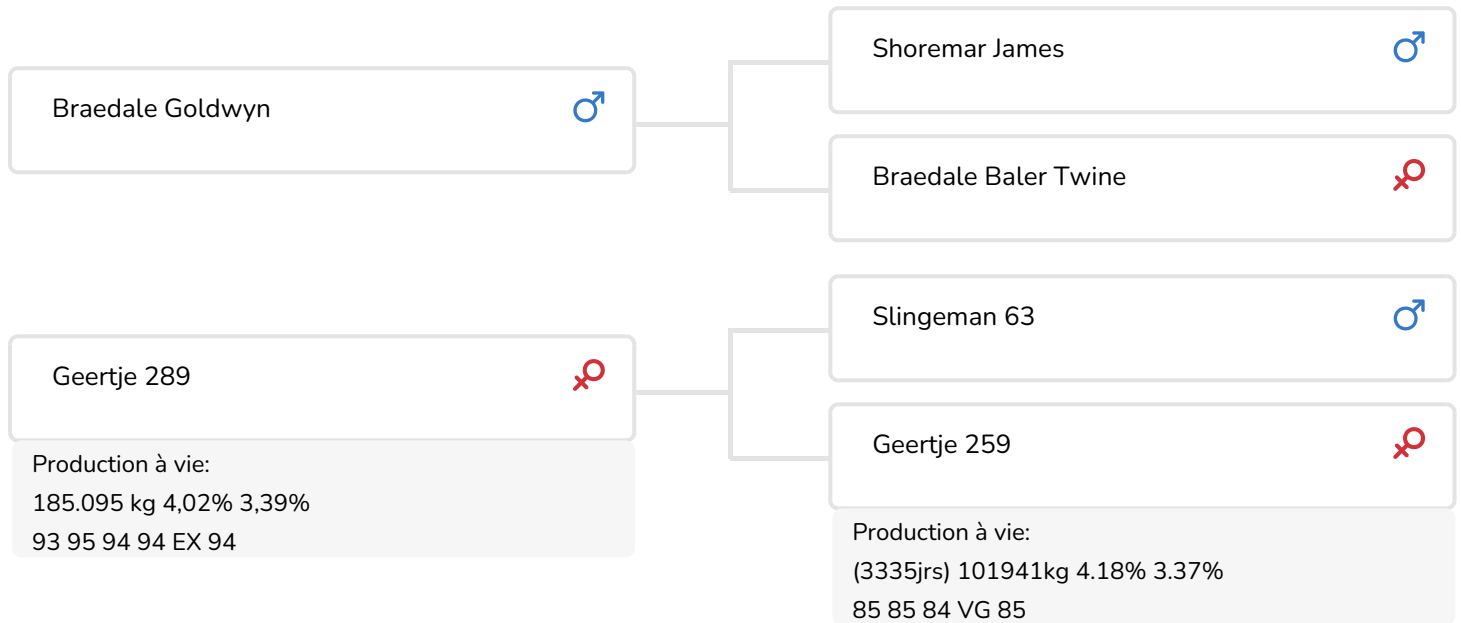 Braedale Goldwyn
Shoremar James
Braedale Baler Twine
Geertje 289
Production à vie:
185.095 kg 4,02% 3,39%
93 95 94 94 EX 94
Slingeman 63
Geertje 259
Production à vie:
(3335jrs) 101941kg 4.18% 3.37%
85 85 84 VG 85